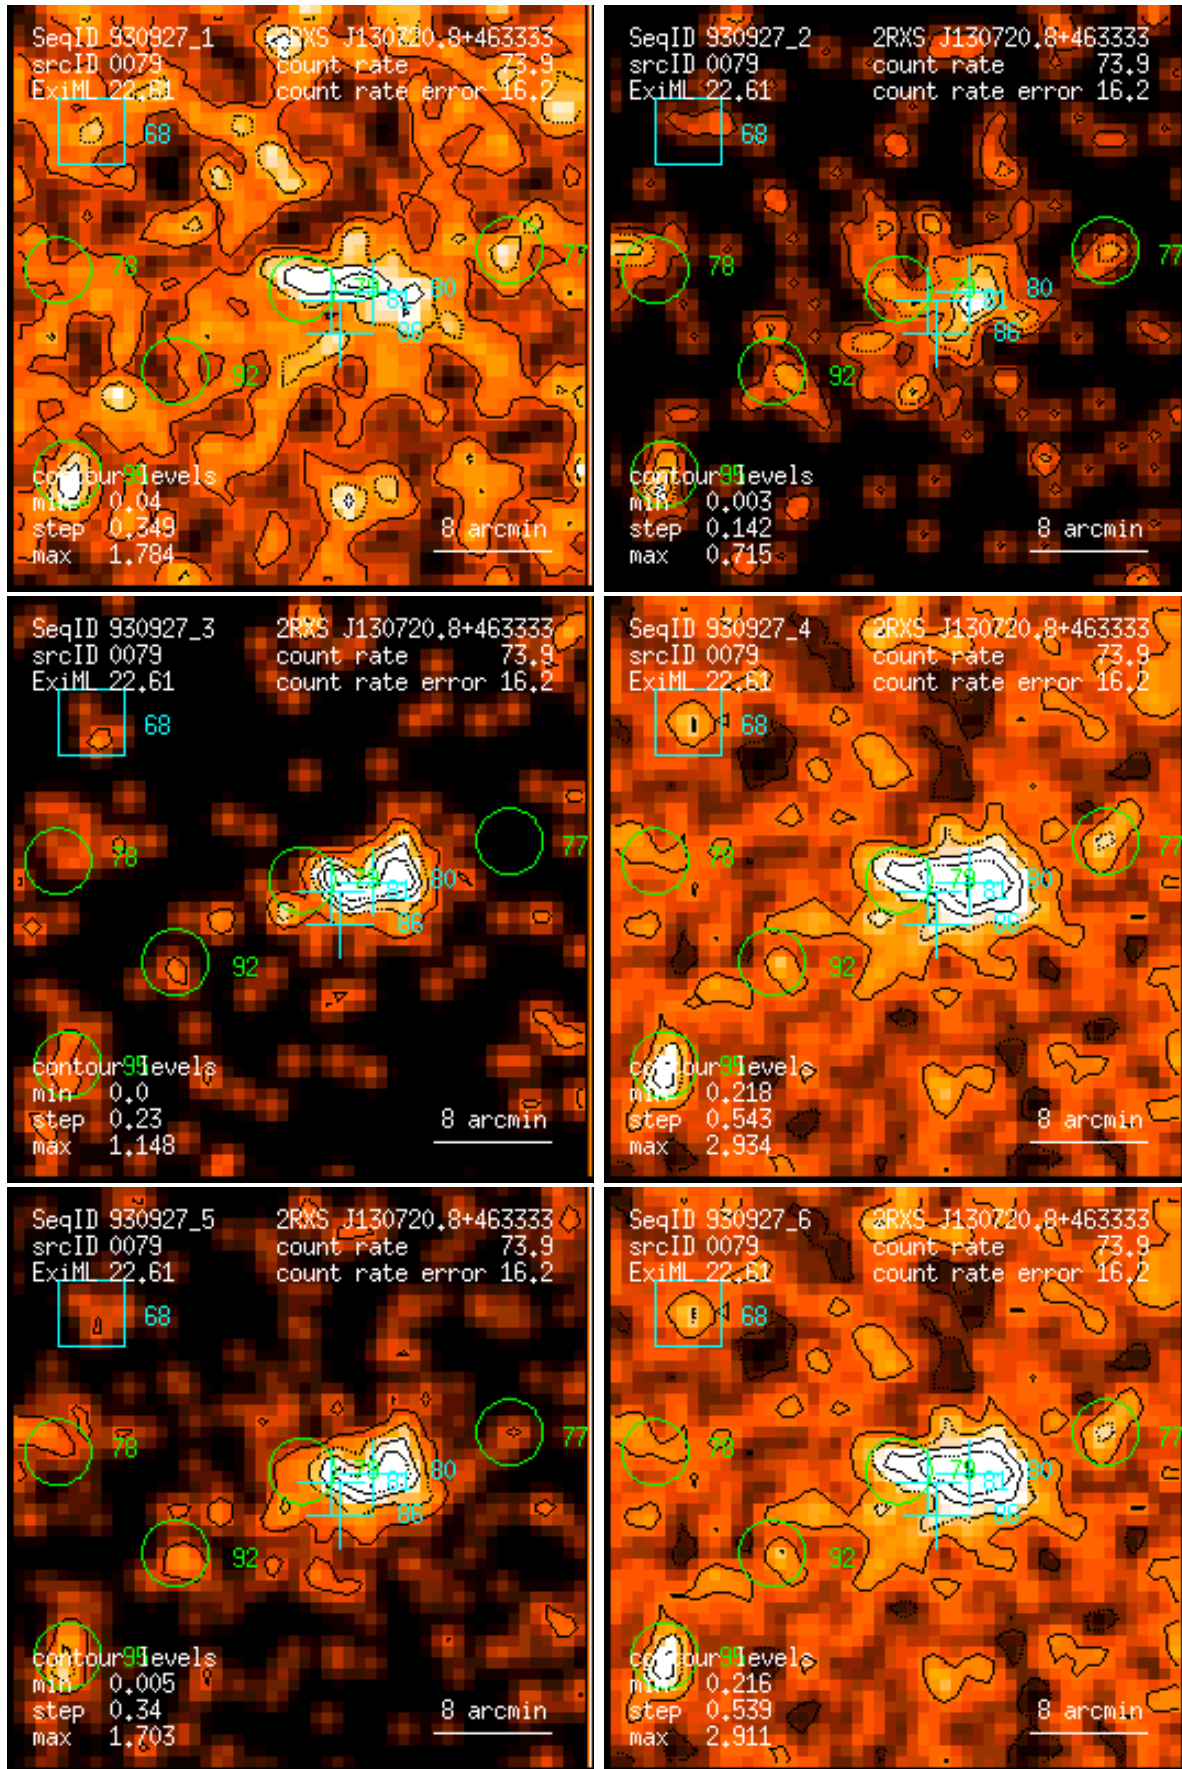 SeqID 930927_1 2RXS J130720.8+463333
srcID 0079 count rate 73.9
ExiML 22.61 count rate error 16.2
68
77
78
79
80
81
86
92
95
contour levels
min 0.04
step 0.349
max 1.784
8 arcmin
SeqID 930927_2 2RXS J130720.8+463333
srcID 0079 count rate 73.9
ExiML 22.61 count rate error 16.2
68
77
78
79
80
81
86
92
95
contour levels
min 0.003
step 0.142
max 0.715
8 arcmin
SeqID 930927_3 2RXS J130720.8+463333
srcID 0079 count rate 73.9
ExiML 22.61 count rate error 16.2
68
77
78
79
80
81
86
92
95
contour levels
min 0.0
step 0.23
max 1.148
8 arcmin
SeqID 930927_4 2RXS J130720.8+463333
srcID 0079 count rate 73.9
ExiML 22.61 count rate error 16.2
68
77
78
79
80
81
86
92
95
contour levels
min 0.218
step 0.543
max 2.934
8 arcmin
SeqID 930927_5 2RXS J130720.8+463333
srcID 0079 count rate 73.9
ExiML 22.61 count rate error 16.2
68
77
78
79
80
81
86
92
95
contour levels
min 0.005
step 0.34
max 1.703
8 arcmin
SeqID 930927_6 2RXS J130720.8+463333
srcID 0079 count rate 73.9
ExiML 22.61 count rate error 16.2
68
77
78
79
80
81
86
92
95
contour levels
min 0.216
step 0.539
max 2.911
8 arcmin